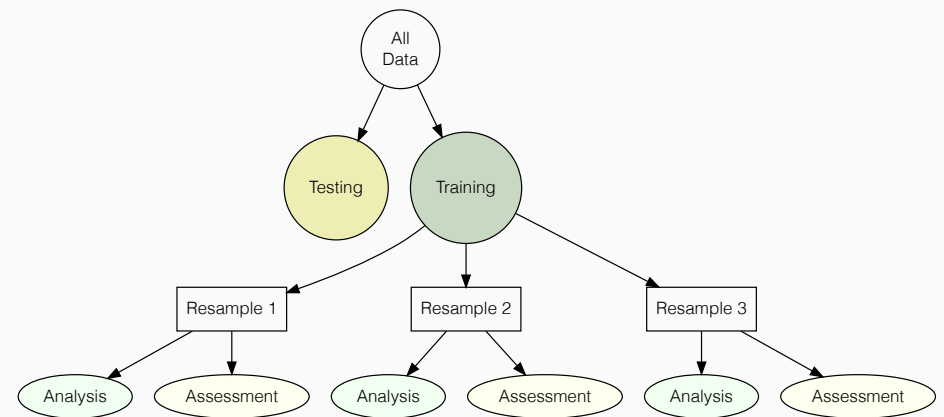 All
Data
Testing
Training
Resample 1
Resample 2
Resample 3
Analysis
Assessment
Analysis
Assessment
Analysis
Assessment